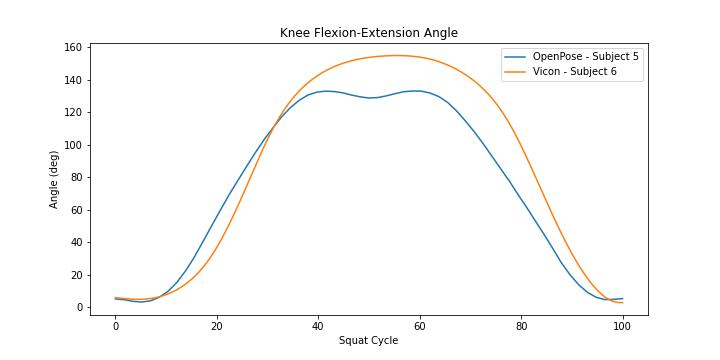 Knee Flexion-Extension Angle
OpenPose - Subject 5
Vicon - Subject 6
Angle (deg)
160
140
120
100
80
60
40
20
0
0 20 40 60 80 100
Squat Cycle